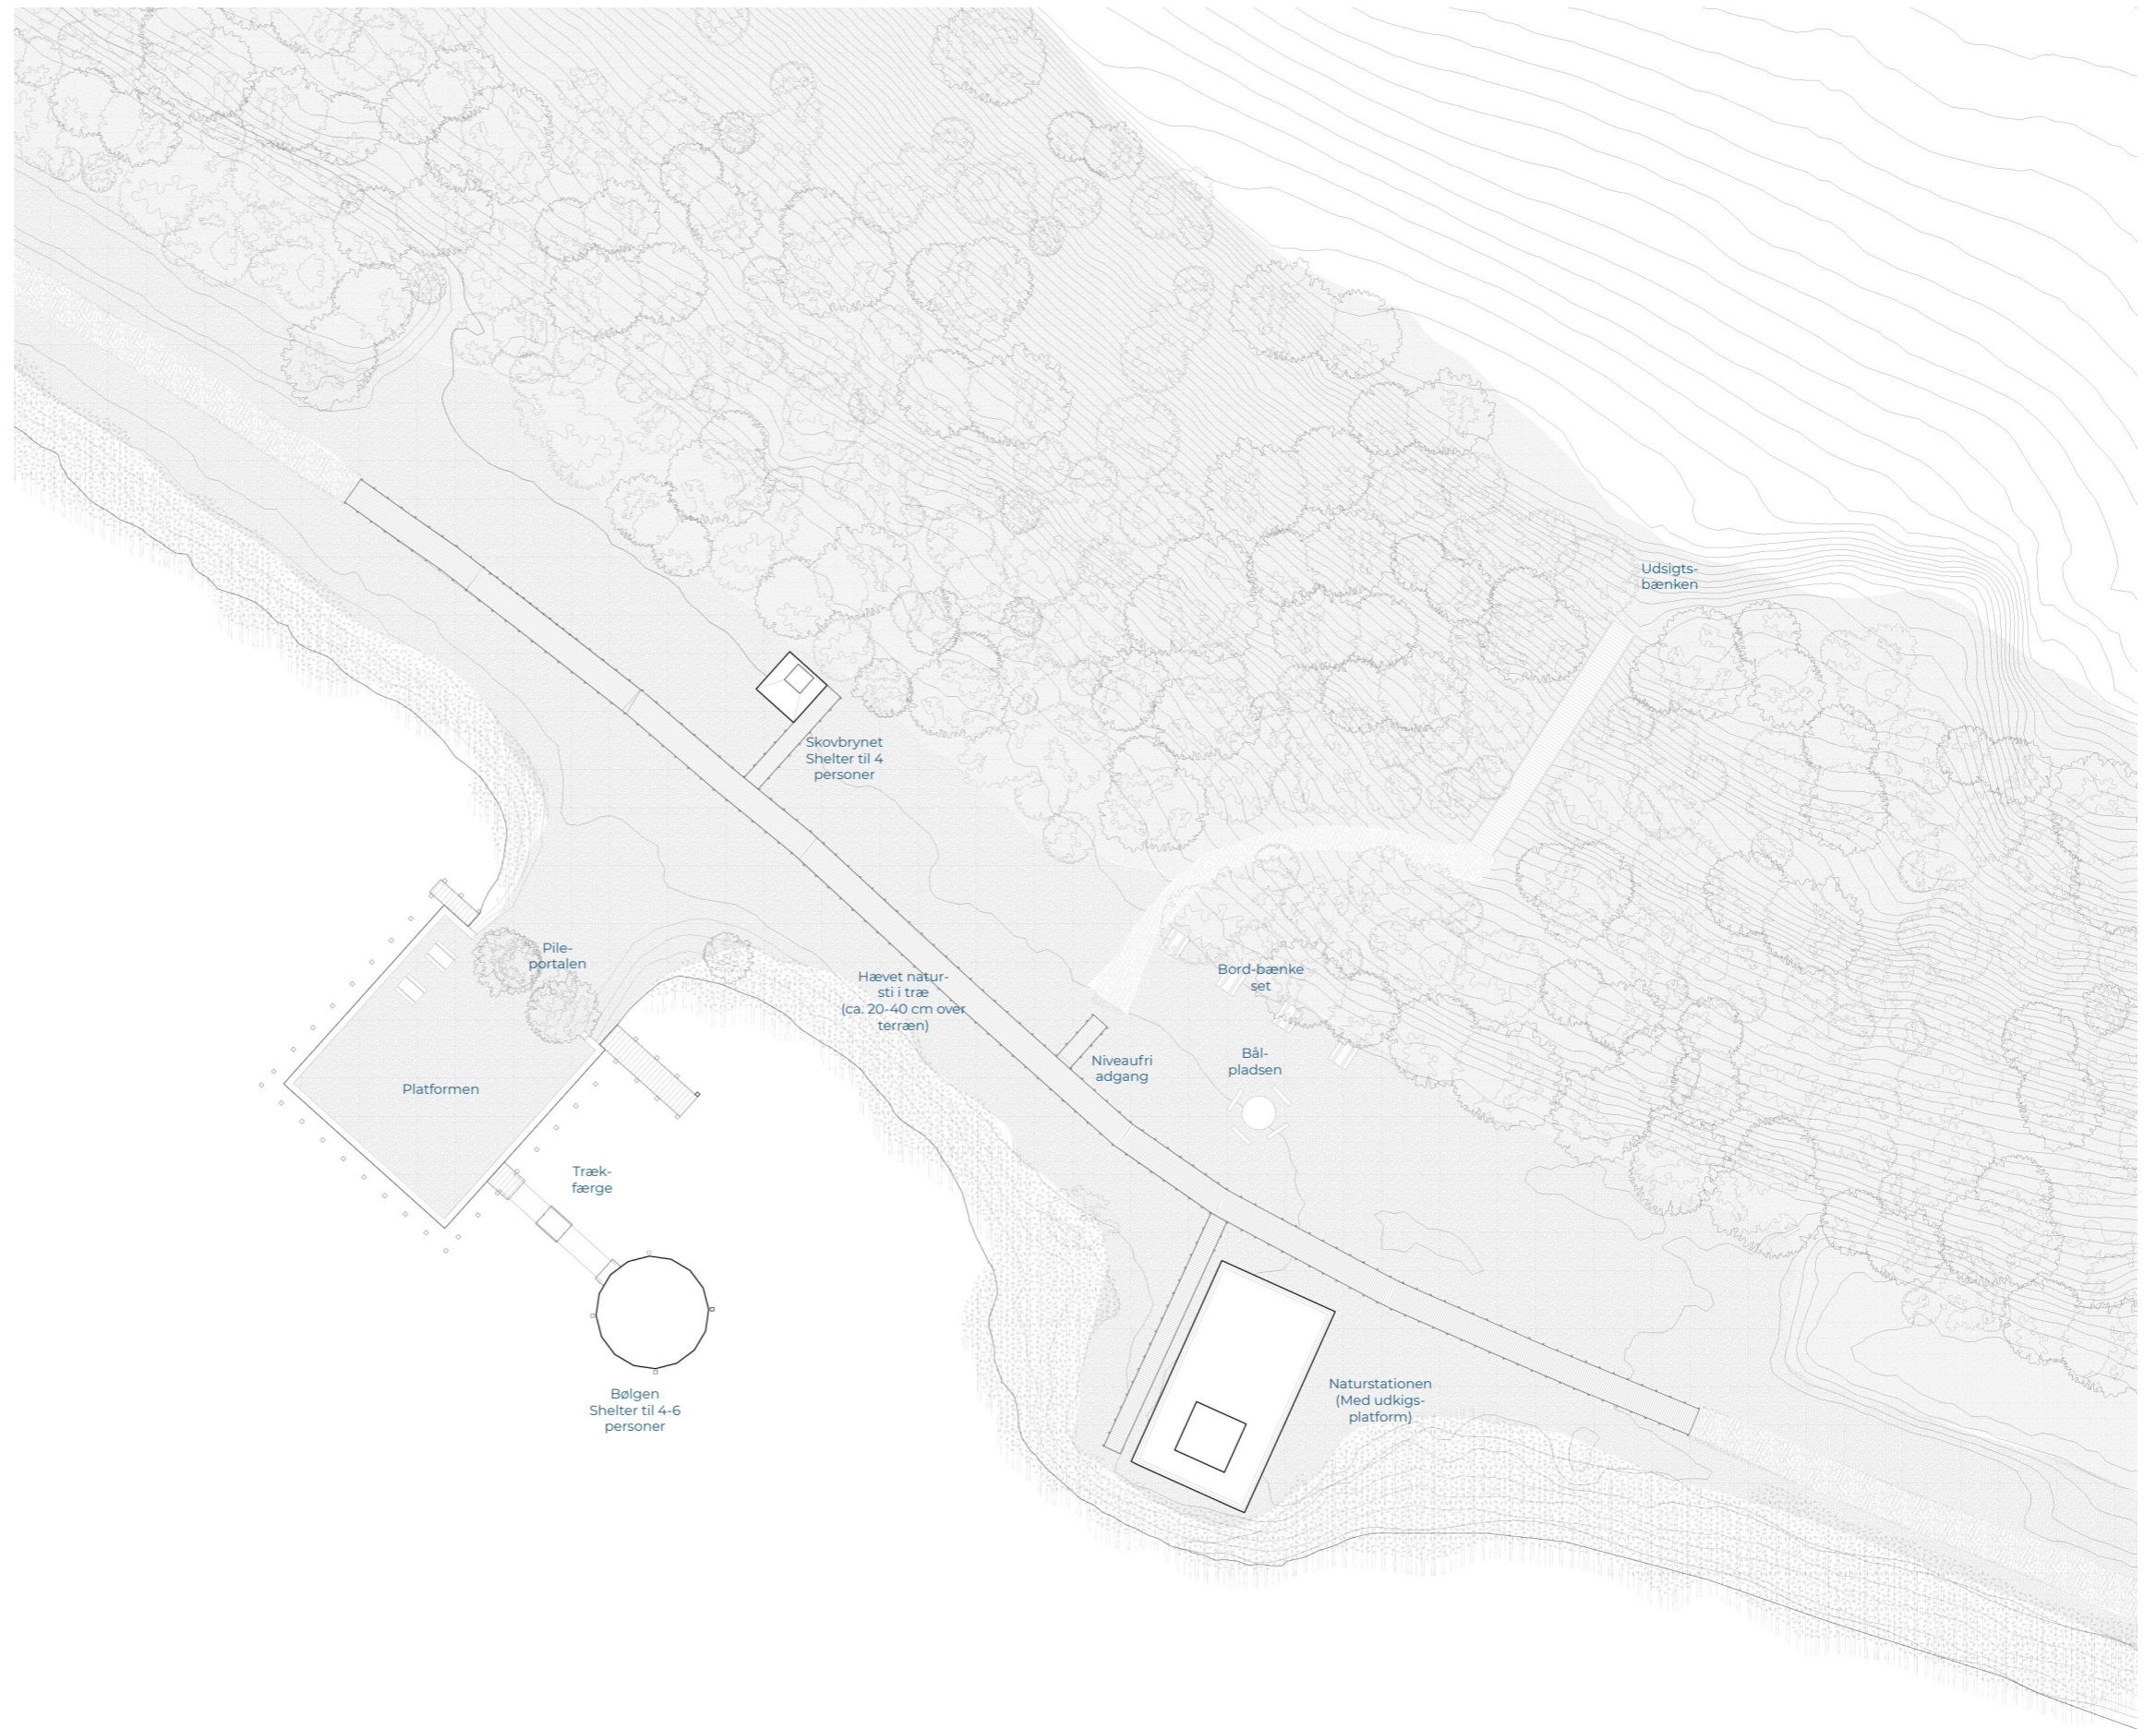 Udsigts-
bænken
Skovbrynet
Shelter til 4
personer
Pile-
portalen
Hævet natur-
sti i træ
(ca. 20-40 cm over
terræn)
Bord-bænke
set
Niveaufri
adgang
Bål-
pladsen
Platformen
Træk-
færge
Bølgen
Shelter til 4-6
personer
Naturstationen
(Med udkigs-
platform)